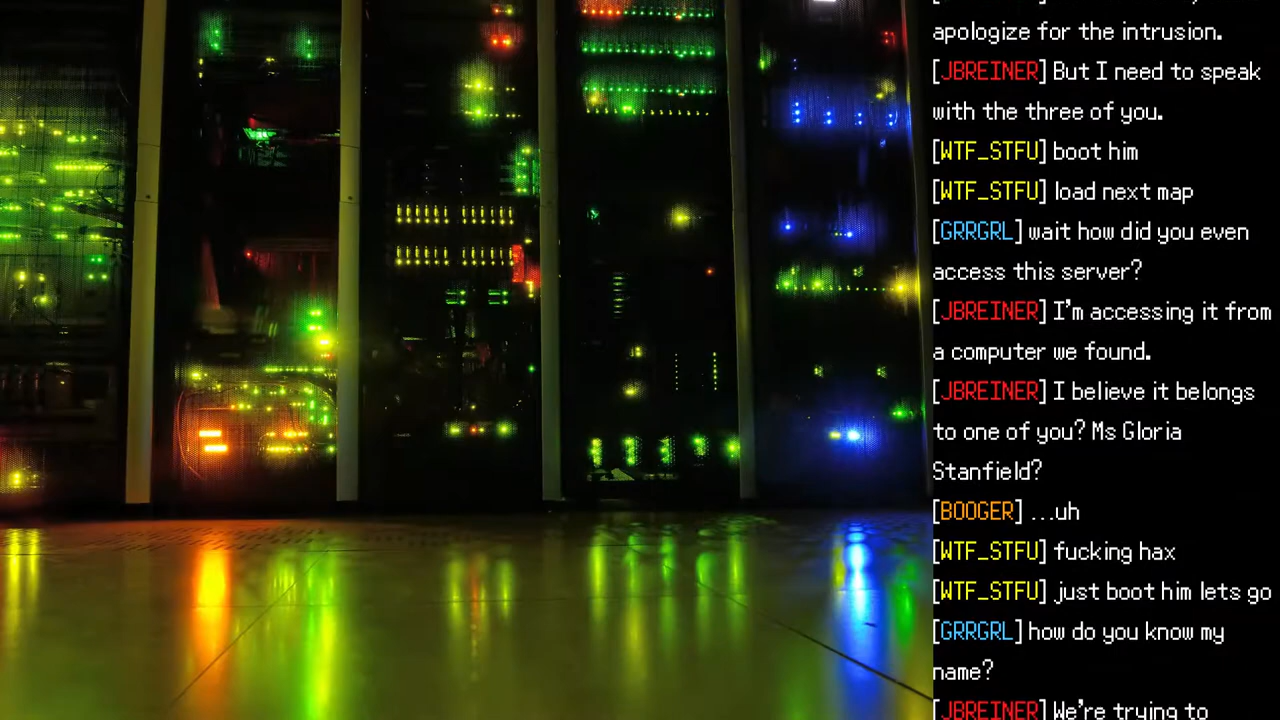 apologize for the intrusion.
[JBREINER] But I need to speak
with the three of you.
[WTF_STFU] boot him
[WTF_STFU] load next map
[GRRGRL] wait how did you even
access this server?
[JBREINER] I'm accessing it from
a computer we found.
[JBREINER] I believe it belongs
to one of you? Ms Gloria
Stanfield?
[BOOGER] ...uh
[WTF_STFU] fucking hax
[WTF_STFU] just boot him lets go
[GRRGRL] how do you know my
name?
[JBREINER] We're trying to